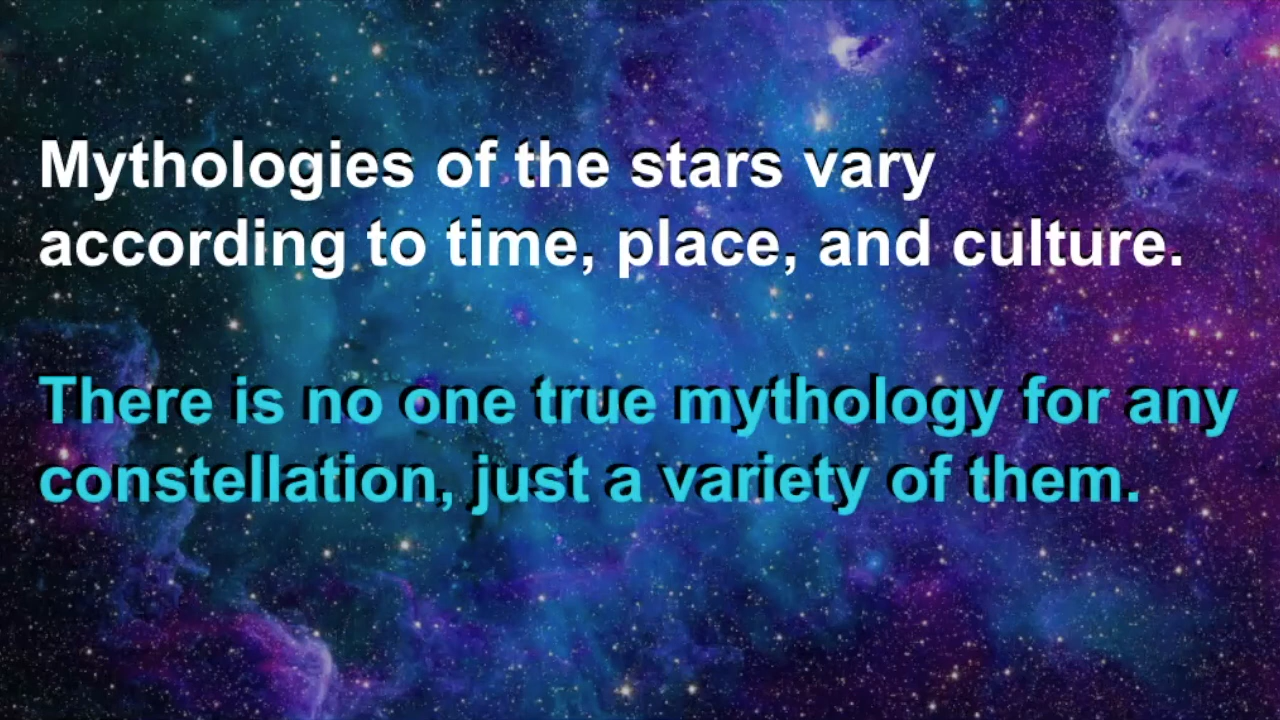 Mythologies of the stars vary
according to time, place, and culture.
There is no one true mythology for any
constellation, just a variety of them.